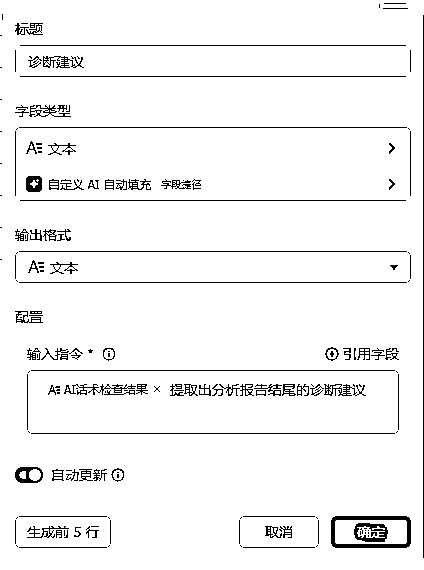 标题
诊断建议
字段类型
文本
自定义 AI 自动填充 字段捷径
输出格式
文本
配置
输入指令 * 引用字段
AI话术检查结果 × 提取出分析报告结尾的诊断建议
自动更新
生成前 5 行 取消 确定